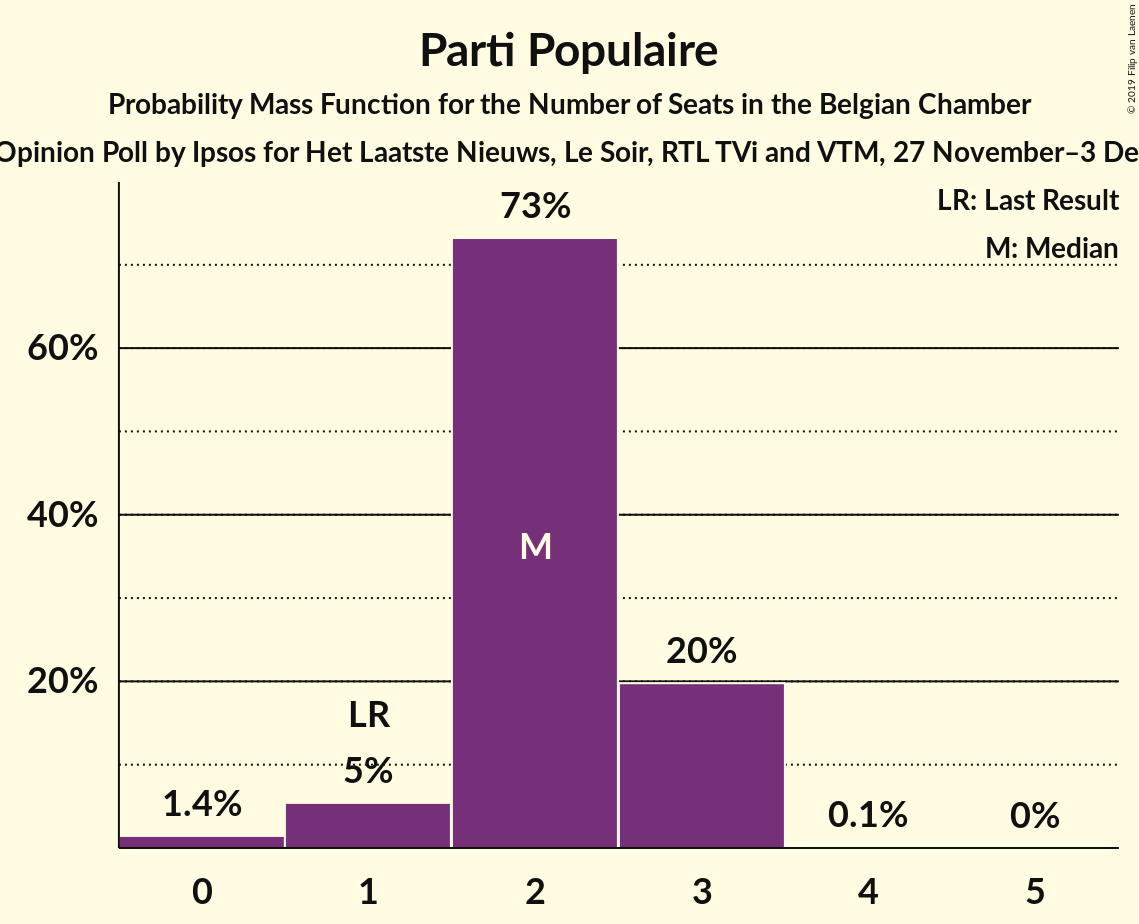 Parti Populaire
Probability Mass Function for the Number of Seats in the Belgian Chamber
Opinion Poll by Ipsos for Het Laatste Nieuws, Le Soir, RTL TVi and VTM, 27 November–3 De
© 2019 Filip van Laenen
LR: Last Result
M: Median
73%
60%
M
40%
20%
20%
LR
5%
1.4%
0.1%
0%
0 1 2 3 4 5